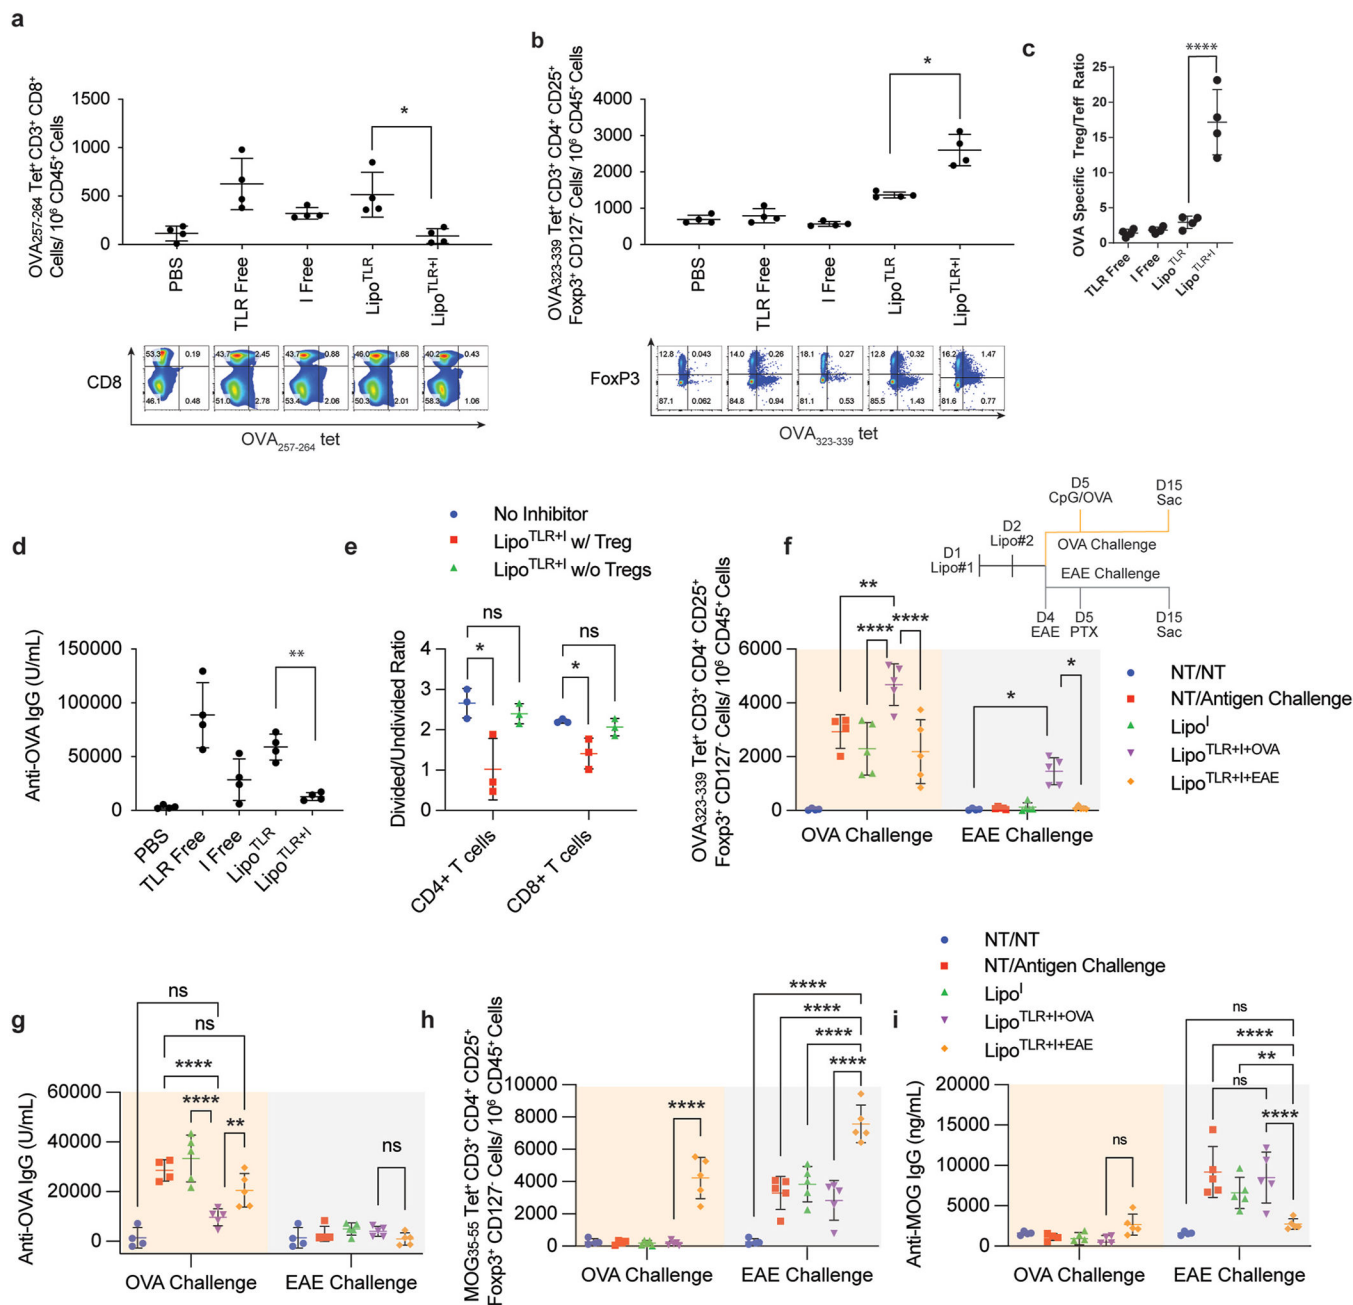 a
OVA257-264 Tet+ CD3+ CD8+
Cells/ 10^6 CD45+ Cells
1500
1000
500
0
*
PBS
TLR Free
I Free
Lipo^TLR
Lipo^TLR+I
CD8
53.3 0.19
46.1 0.48
43.7 2.45
51.0 2.78
43.7 0.88
53.4 2.06
46.0 1.68
50.3 2.01
40.2 0.43
58.3 1.06
OVA257-264 tet
b
OVA323-339 Tet+ CD3+ CD4+ CD25+
Foxp3+ CD127- Cells/ 10^6 CD45+ Cells
4000
3000
2000
1000
0
*
PBS
TLR Free
I Free
Lipo^TLR
Lipo^TLR+I
FoxP3
12.8 0.043
87.1 0.062
14.0 0.26
84.8 0.94
18.1 0.27
81.1 0.53
12.8 0.32
85.5 1.43
16.2 1.47
81.6 0.77
OVA323-339 tet
c
OVA Specific Treg/Teff Ratio
25
20
15
10
5
0
****
TLR Free
I Free
Lipo^TLR
Lipo^TLR+I
d
Anti-OVA IgG (U/mL)
150000
100000
50000
0
**
PBS
TLR Free
I Free
Lipo^TLR
Lipo^TLR+I
e
No Inhibitor
Lipo^TLR+I w/ Treg
Lipo^TLR+I w/o Tregs
Divided/Undivided Ratio
4
3
2
1
0
ns
*
ns
*
CD4+ T cells
CD8+ T cells
f
D1
Lipo#1
D2
Lipo#2
D5
CpG/OVA
D15
Sac
OVA Challenge
EAE Challenge
D4
EAE
D5
PTX
D15
Sac
OVA323-339 Tet+ CD3+ CD4+ CD25+
Foxp3+ CD127- Cells/ 10^6 CD45+ Cells
6000
4000
2000
0
**
****
****
*
*
OVA Challenge
EAE Challenge
NT/NT
NT/Antigen Challenge
Lipo^I
Lipo^TLR+I+OVA
Lipo^TLR+I+EAE
g
Anti-OVA IgG (U/mL)
60000
40000
20000
0
ns
ns
****
****
**
ns
OVA Challenge
EAE Challenge
h
MOG35-55 Tet+ CD3+ CD4+ CD25+
Foxp3+ CD127- Cells/ 10^6 CD45+ Cells
10000
8000
6000
4000
2000
0
****
****
****
****
****
OVA Challenge
EAE Challenge
NT/NT
NT/Antigen Challenge
Lipo^I
Lipo^TLR+I+OVA
Lipo^TLR+I+EAE
i
Anti-MOG IgG (ng/mL)
20000
15000
10000
5000
0
ns
ns
****
**
ns
****
OVA Challenge
EAE Challenge